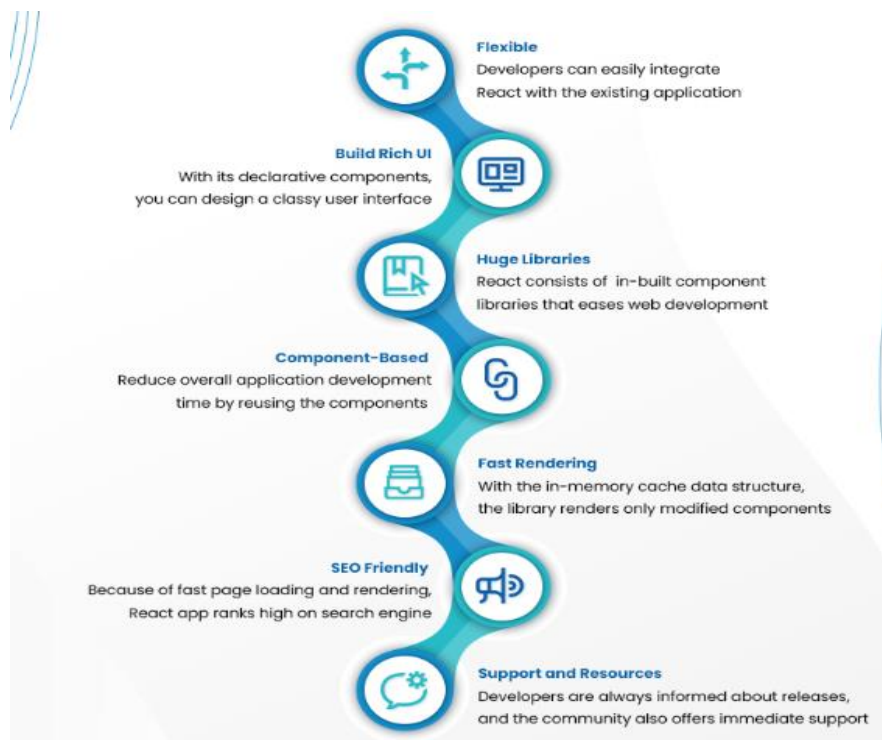 Flexible
Developers can easily integrate
React with the existing application
Build Rich UI
With its declarative components,
you can design a classy user interface
Huge Libraries
React consists of in-built component
libraries that eases web development
Component-Based
Reduce overall application development
time by reusing the components
Fast Rendering
With the in-memory cache data structure,
the library renders only modified components
SEO Friendly
Because of fast page loading and rendering,
React app ranks high on search engine
Support and Resources
Developers are always informed about releases,
and the community also offers immediate support